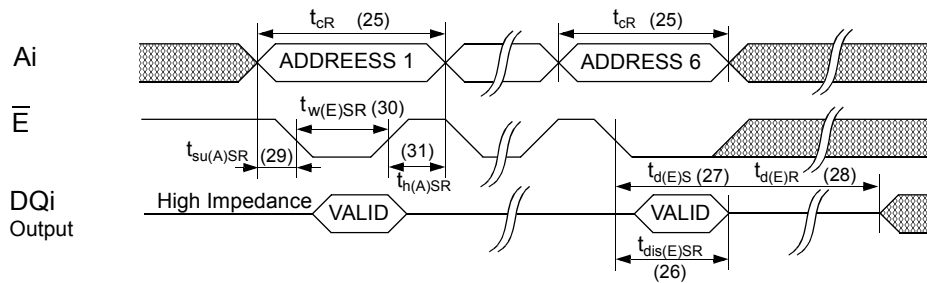 tcR (25) tcR (25)
Ai ADDREESS 1 ADDRESS 6
E
tw(E)SR (30)
tsu(A)SR (29) (31)
th(A)SR
td(E)S (27) td(E)R (28)
DQi
Output
High Impedance VALID VALID
tdis(E)SR
(26)